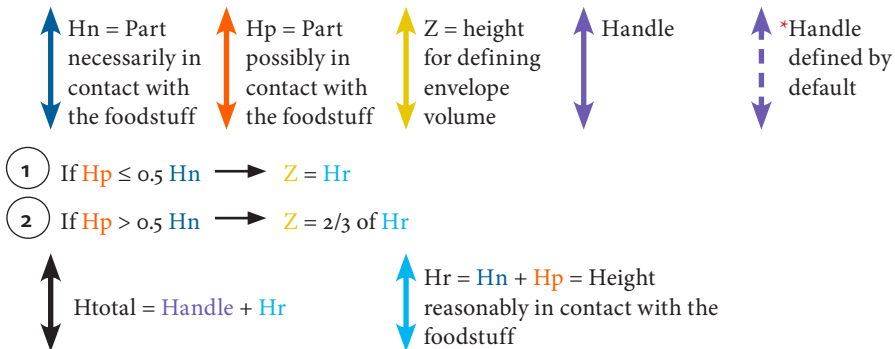 Hn = Part
necessarily in
contact with
the foodstuff
Hp = Part
possibly in
contact with
the foodstuff
Z = height
for defining
envelope
volume
Handle
*Handle
defined by
default
1 If Hp ≤ 0.5 Hn Z = Hr
2 If Hp > 0.5 Hn Z = 2/3 of Hr
Htotal = Handle + Hr
Hr = Hn + Hp = Height
reasonably in contact with the
foodstuff